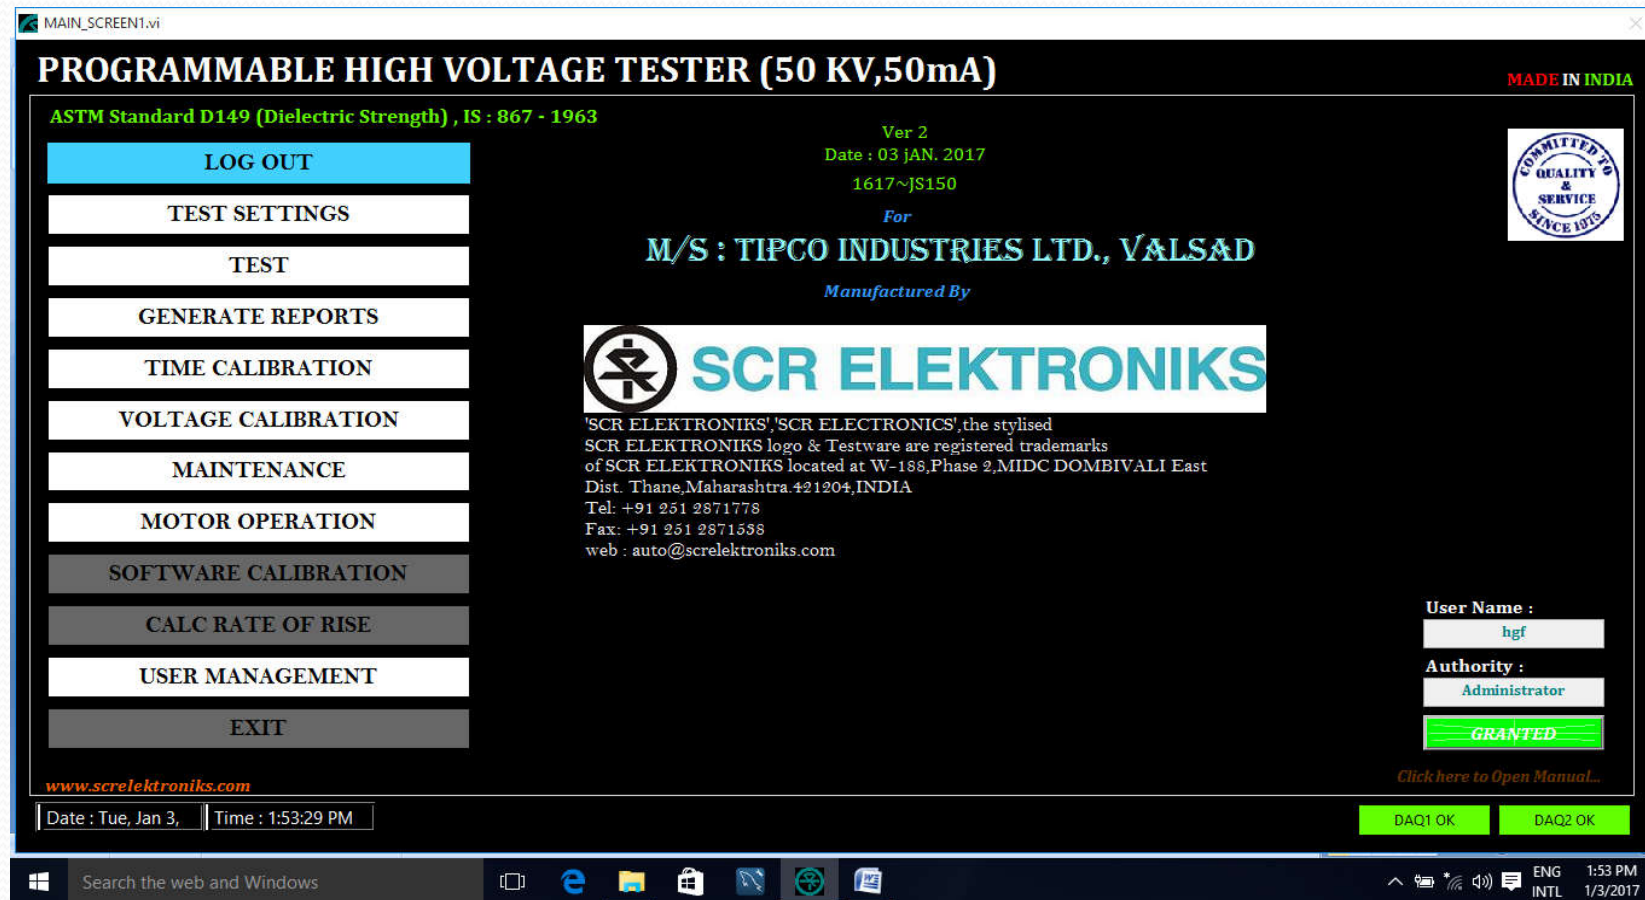 MAIN_SCREEN1.vi
PROGRAMMABLE HIGH VOLTAGE TESTER (50 KV,50mA)
MADE IN INDIA
ASTM Standard D149 (Dielectric Strength) , IS : 867 - 1963
Ver 2
Date : 03 jAN. 2017
1617~JS150
For
M/S : TIPCO INDUSTRIES LTD., VALSAD
Manufactured By
SCR ELEKTRONIKS
'SCR ELEKTRONIKS','SCR ELECTRONICS',the stylised
SCR ELEKTRONIKS logo & Testware are registered trademarks
of SCR ELEKTRONIKS located at W-188,Phase 2,MIDC DOMBIVALI East
Dist. Thane,Maharashtra.421204,INDIA
Tel: +91 251 2871778
Fax: +91 251 2871538
web : auto@screlektroniks.com
COMMITTED TO
QUALITY
&
SERVICE
SINCE 1975
LOG OUT
TEST SETTINGS
TEST
GENERATE REPORTS
TIME CALIBRATION
VOLTAGE CALIBRATION
MAINTENANCE
MOTOR OPERATION
SOFTWARE CALIBRATION
CALC RATE OF RISE
USER MANAGEMENT
EXIT
User Name :
hgf
Authority :
Administrator
GRANTED
Click here to Open Manual...
www.screlektroniks.com
Date : Tue, Jan 3,
Time : 1:53:29 PM
DAQ1 OK
DAQ2 OK
Search the web and Windows
ENG
INTL
1:53 PM
1/3/2017